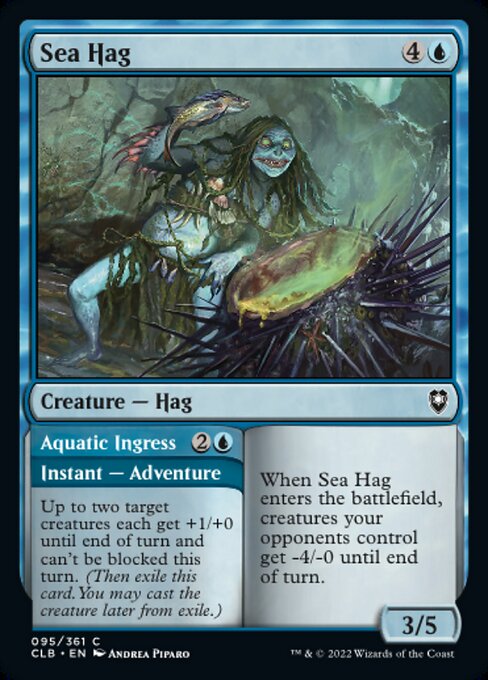 Sea Hag 4
Creature — Hag
Aquatic Ingress 2
Instant — Adventure
Up to two target
creatures each get +1/+0
until end of turn and
can't be blocked this
turn. (Then exile this
card. You may cast the
creature later from exile.)
When Sea Hag
enters the battlefield,
creatures your
opponents control
get -4/-0 until end
of turn.
3/5
095/361 C
CLB • EN Andrea Piparo
™ & © 2022 Wizards of the Coast